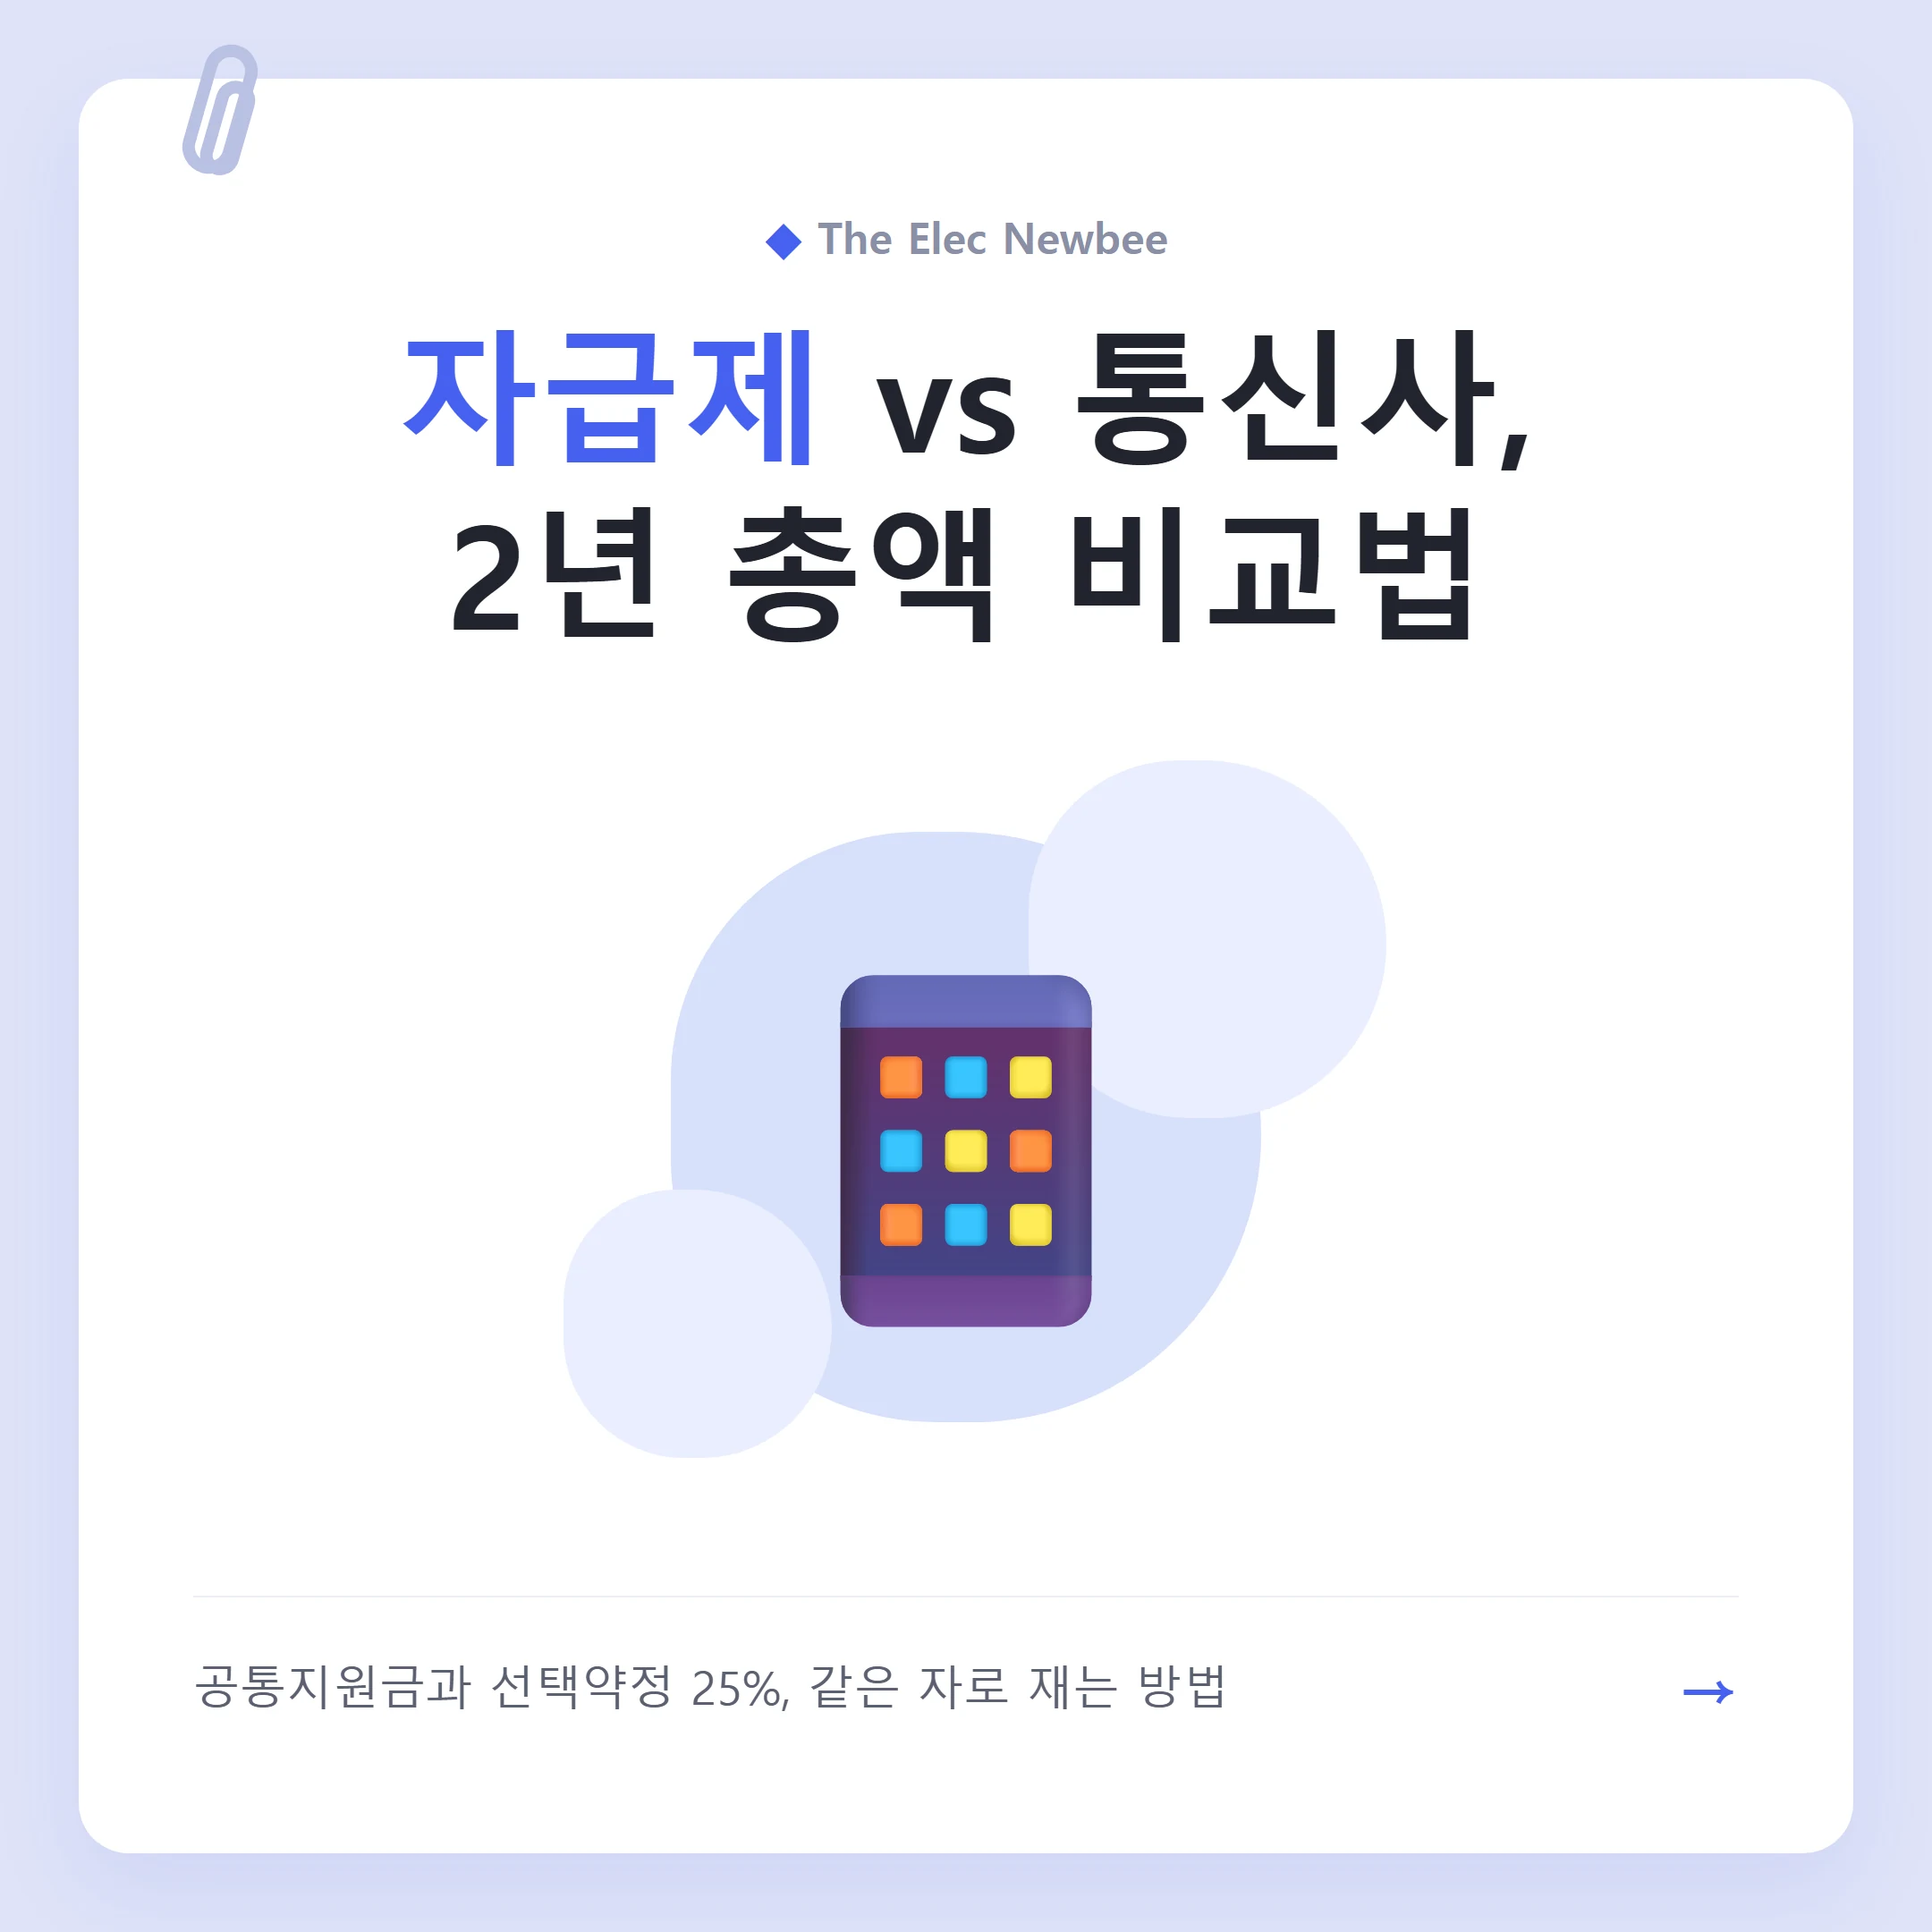 The Elec Newbee
자급제 vs 통신사,
2년 총액 비교법
공통지원금과 선택약정 25%, 같은 자로 재는 방법
→